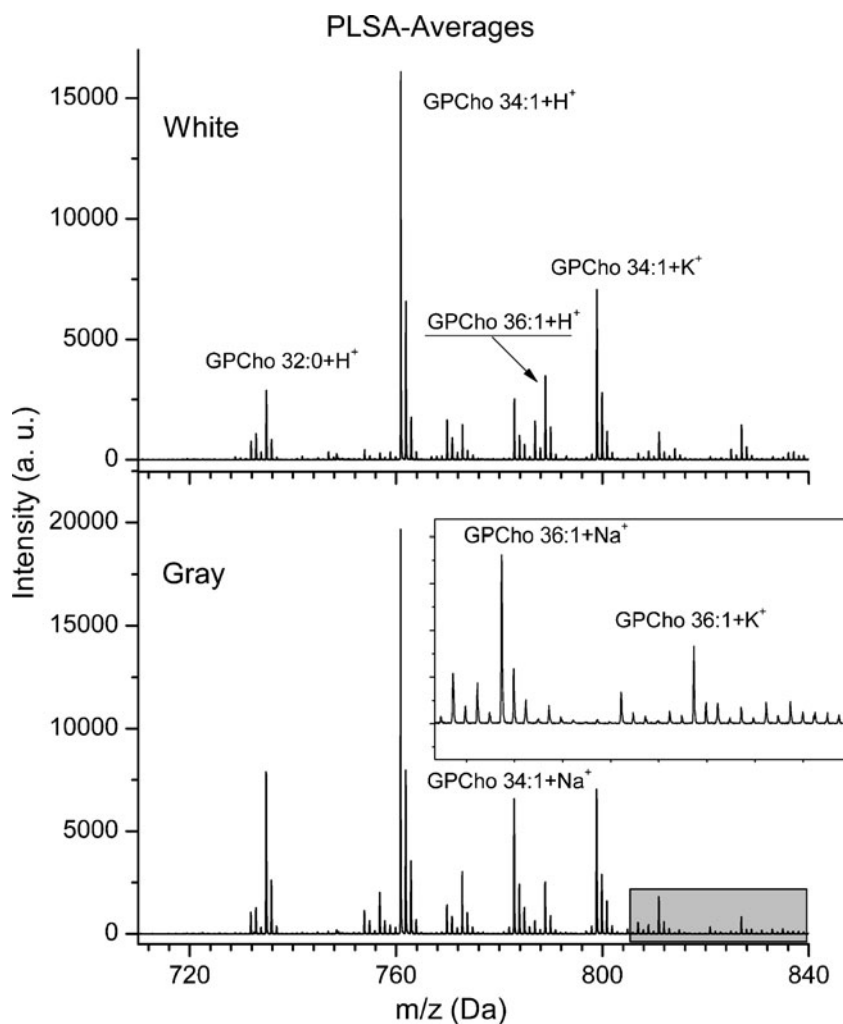 PLSA-Averages
15000
White
GPCho 34:1+H⁺
10000
GPCho 34:1+K⁺
GPCho 36:1+H⁺
5000
GPCho 32:0+H⁺
0
Intensity (a. u.)
20000
Gray
GPCho 36:1+Na⁺
GPCho 36:1+K⁺
15000
10000
GPCho 34:1+Na⁺
5000
0
720 760 800 840
m/z (Da)